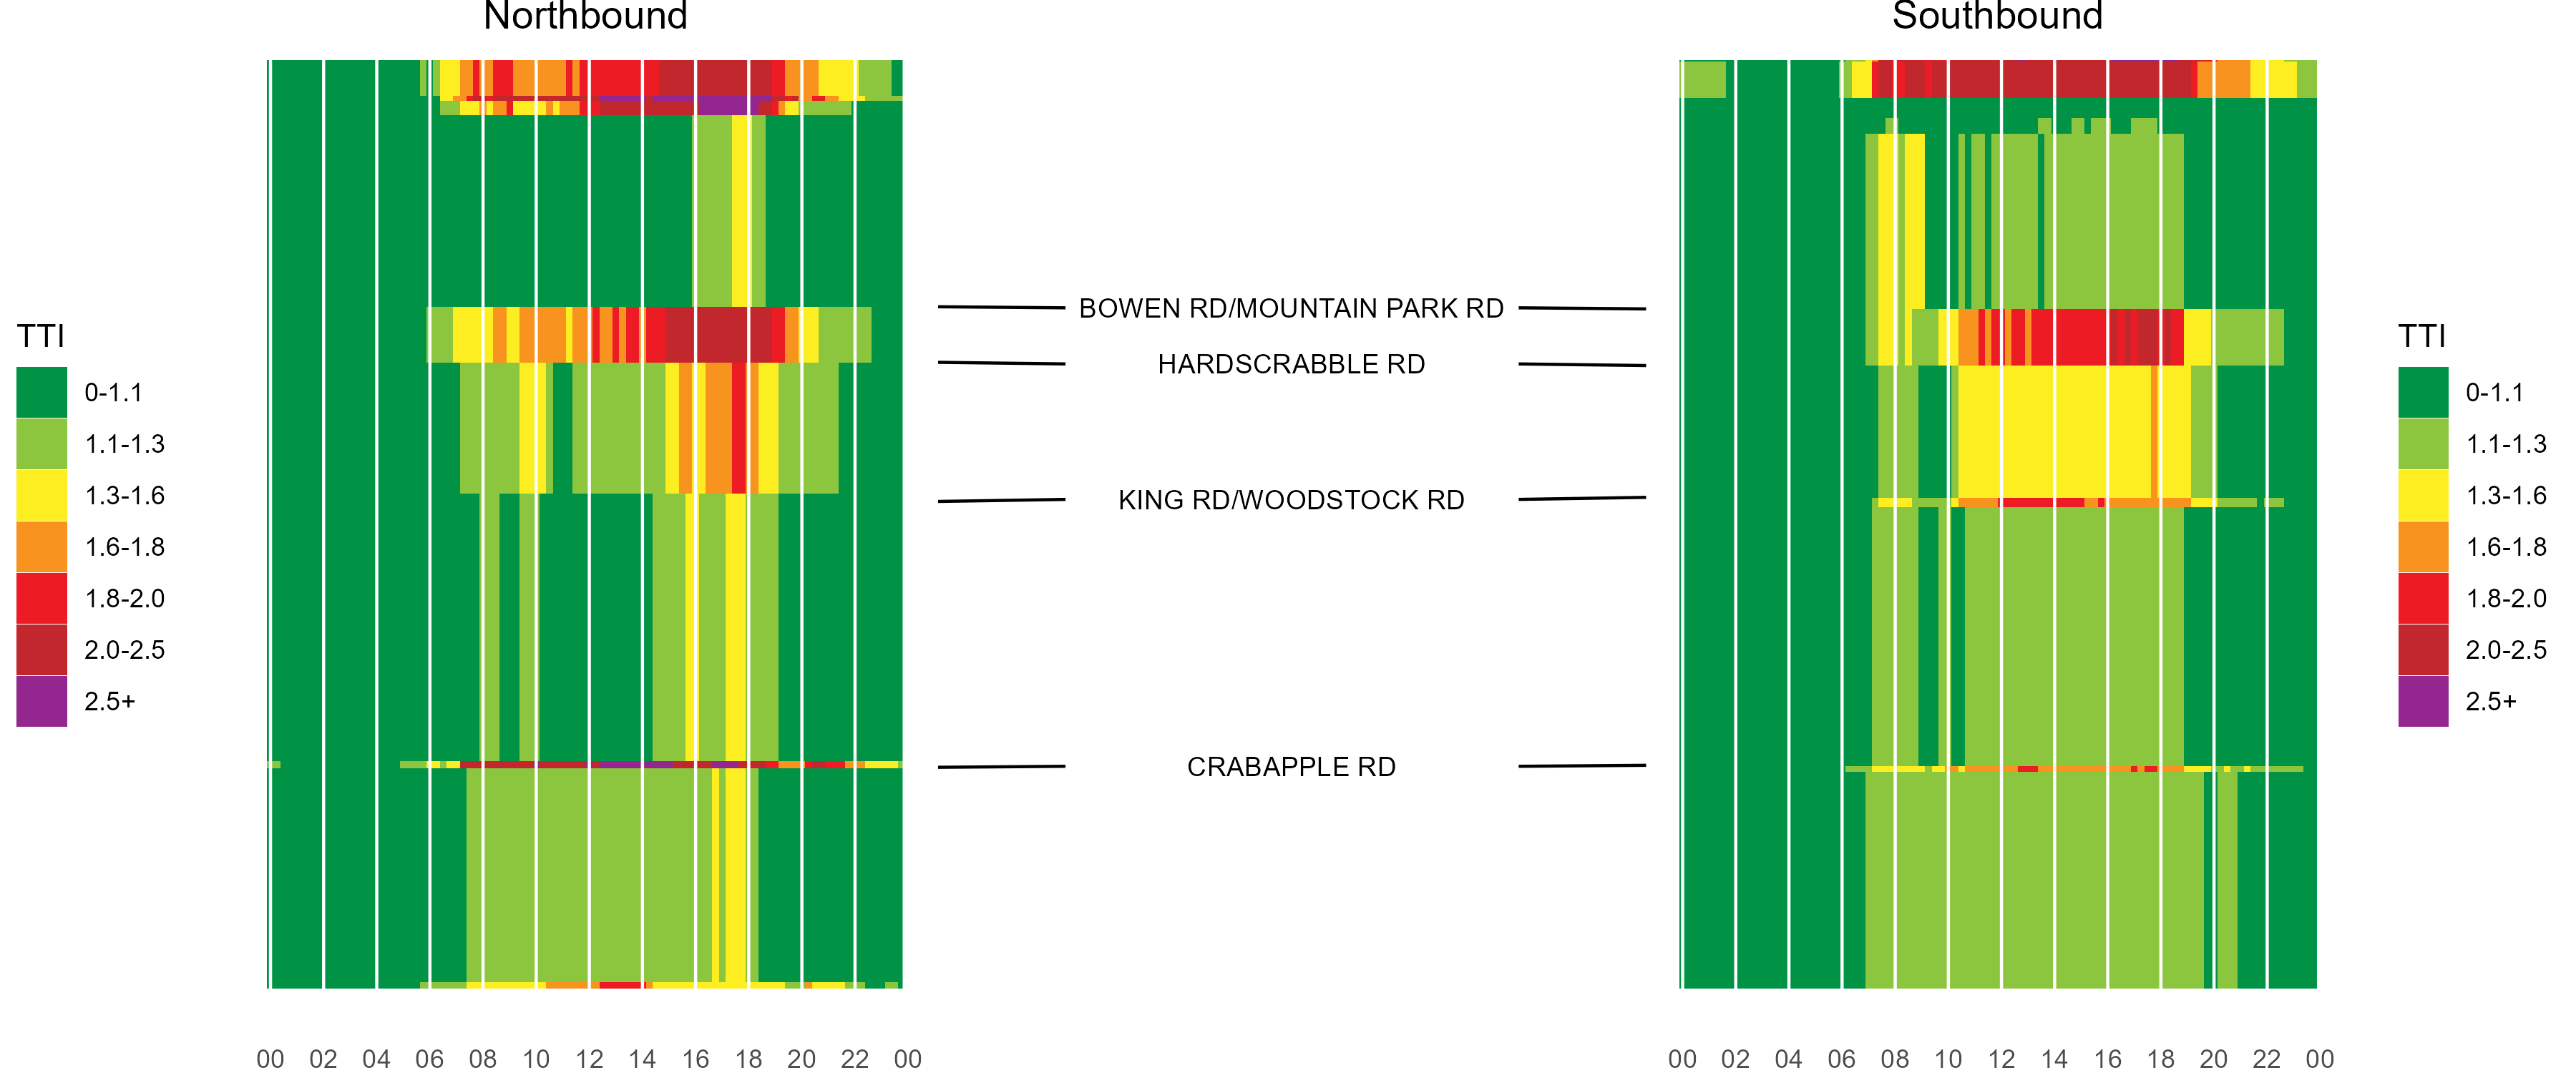 Northbound
Southbound
TTI
0-1.1
1.1-1.3
1.3-1.6
1.6-1.8
1.8-2.0
2.0-2.5
2.5+
BOWEN RD/MOUNTAIN PARK RD
HARDSCRABBLE RD
KING RD/WOODSTOCK RD
CRABAPPLE RD
TTI
0-1.1
1.1-1.3
1.3-1.6
1.6-1.8
1.8-2.0
2.0-2.5
2.5+
00 02 04 06 08 10 12 14 16 18 20 22 00
00 02 04 06 08 10 12 14 16 18 20 22 00